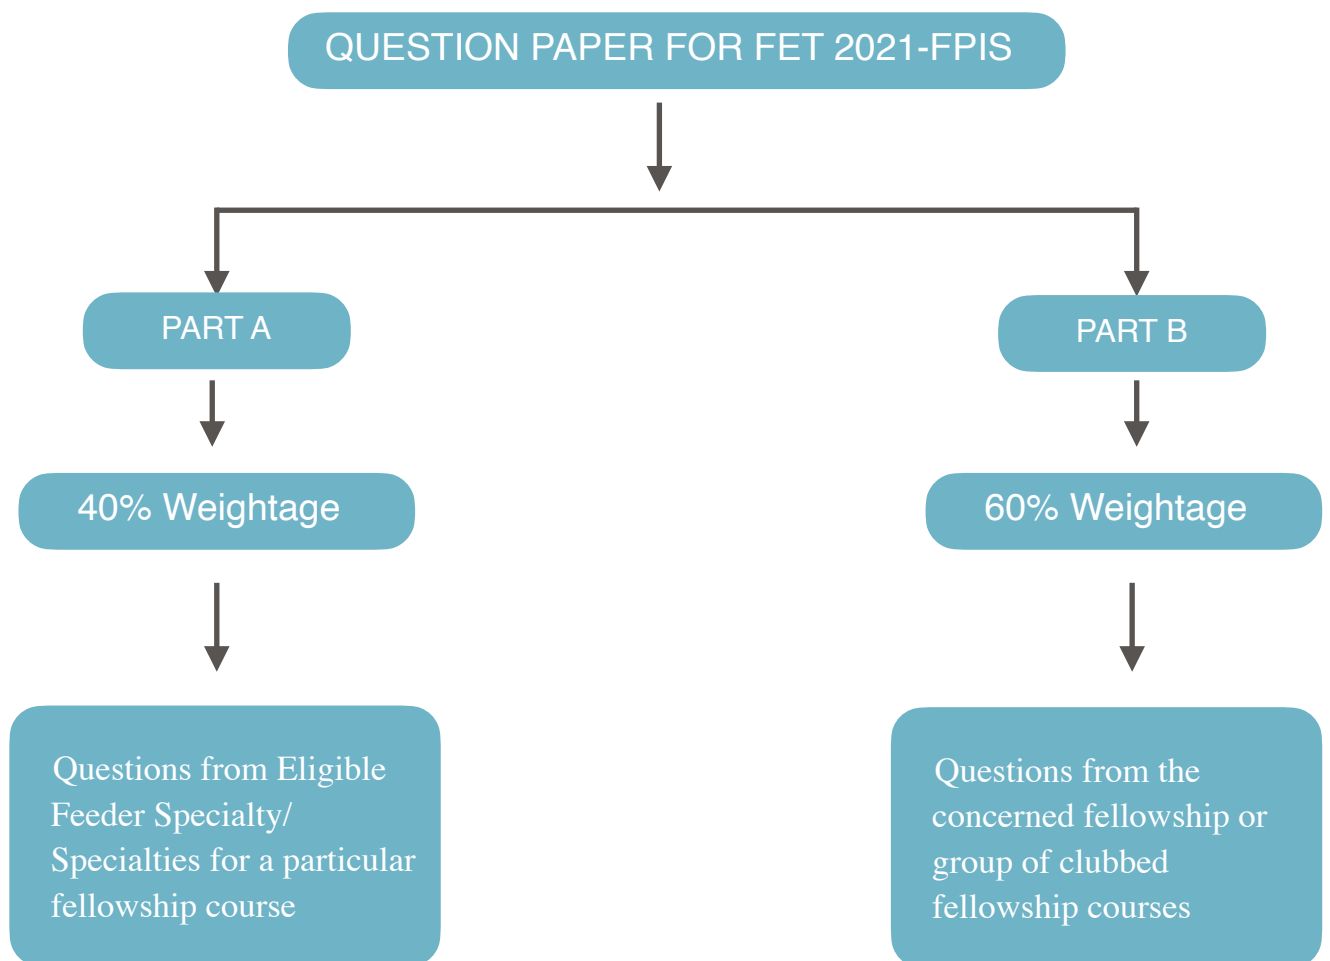 QUESTION PAPER FOR FET 2021-FPIS
PART A
PART B
40% Weightage
60% Weightage
Questions from Eligible
Feeder Specialty/
Specialties for a particular
fellowship course
Questions from the
concerned fellowship or
group of clubbed
fellowship courses